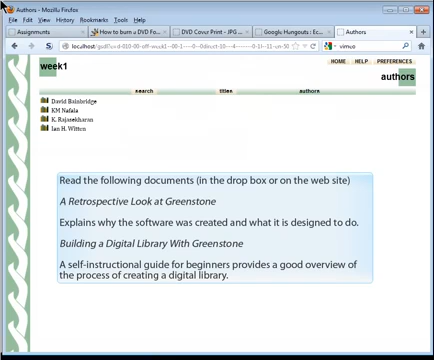 Authors - Mozilla Firefox
File Edit View History Bookmarks Tools Help
Assignments
How to burn a DVD Fo...
DVD Cover Print - JPG ...
Google Hangouts : Ec...
Authors
vimuo
HOME HELP PREFERENCES
week1
authors
search titles authors
David Bainbridge
KM Nafala
K. Rajasekharan
Ian H. Witten
Read the following documents (in the drop box or on the web site)
A Retrospective Look at Greenstone
Explains why the software was created and what it is designed to do.
Building a Digital Library With Greenstone
A self-instructional guide for beginners provides a good overview of
the process of creating a digital library.